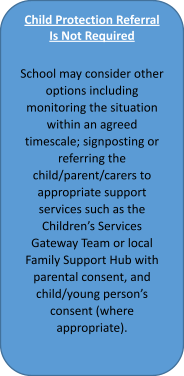 Child Protection Referral
Is Not Required
School may consider other
options including
monitoring the situation
within an agreed
timescale; signposting or
referring the
child/parent/carers to
appropriate support
services such as the
Children’s Services
Gateway Team or local
Family Support Hub with
parental consent, and
child/young person’s
consent (where
appropriate).